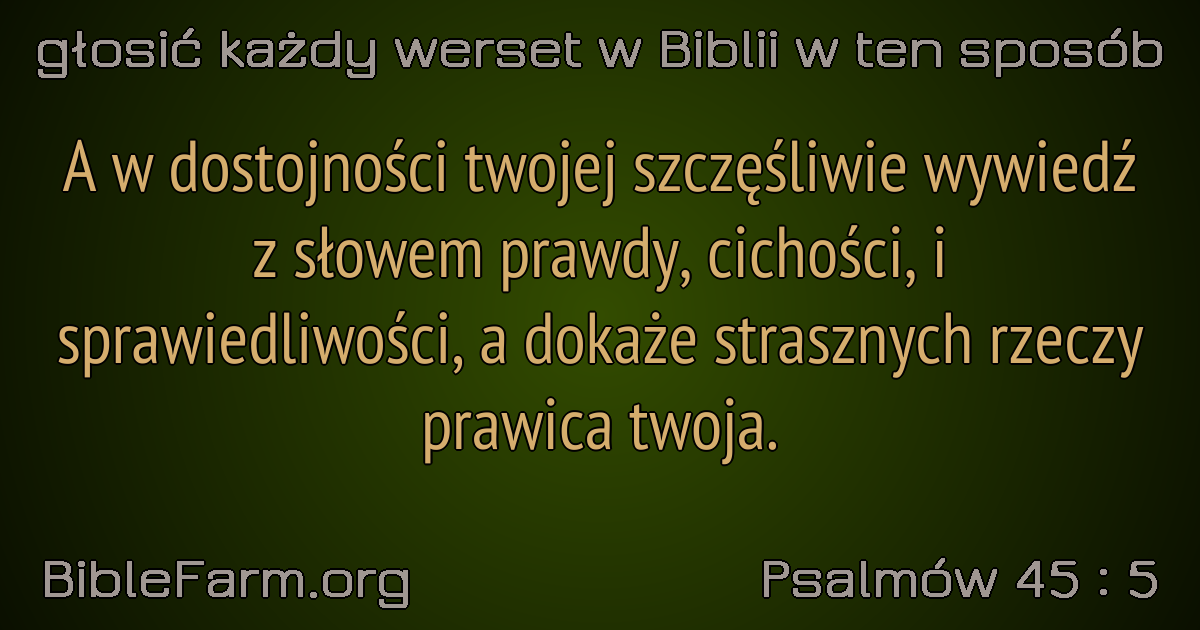 głosić każdy werset w Biblii w ten sposób
A w dostojności twojej szczęśliwie wywiedź
z słowem prawdy, cichości, i
sprawiedliwości, a dokaże strasznych rzeczy
prawica twoja.
BibleFarm.org
Psalmów 45 : 5